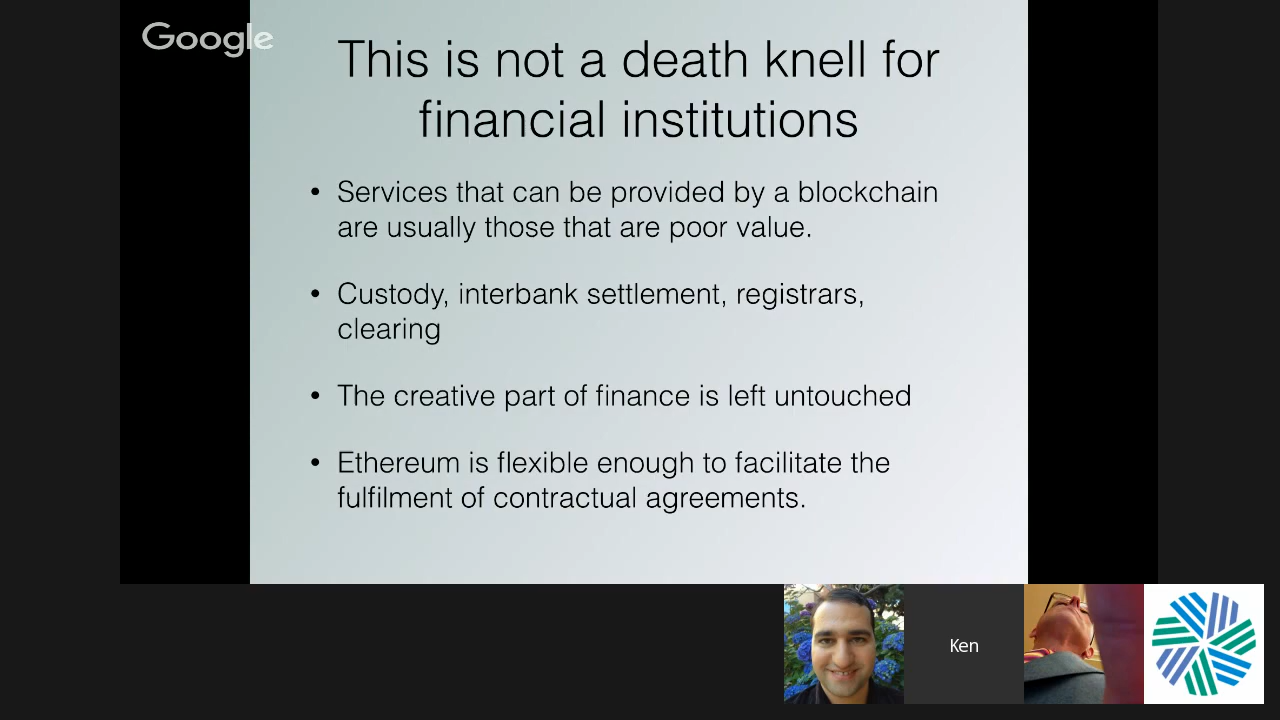 Google
This is not a death knell for
financial institutions
• Services that can be provided by a blockchain
are usually those that are poor value.
• Custody, interbank settlement, registrars,
clearing
• The creative part of finance is left untouched
• Ethereum is flexible enough to facilitate the
fulfilment of contractual agreements.
Ken